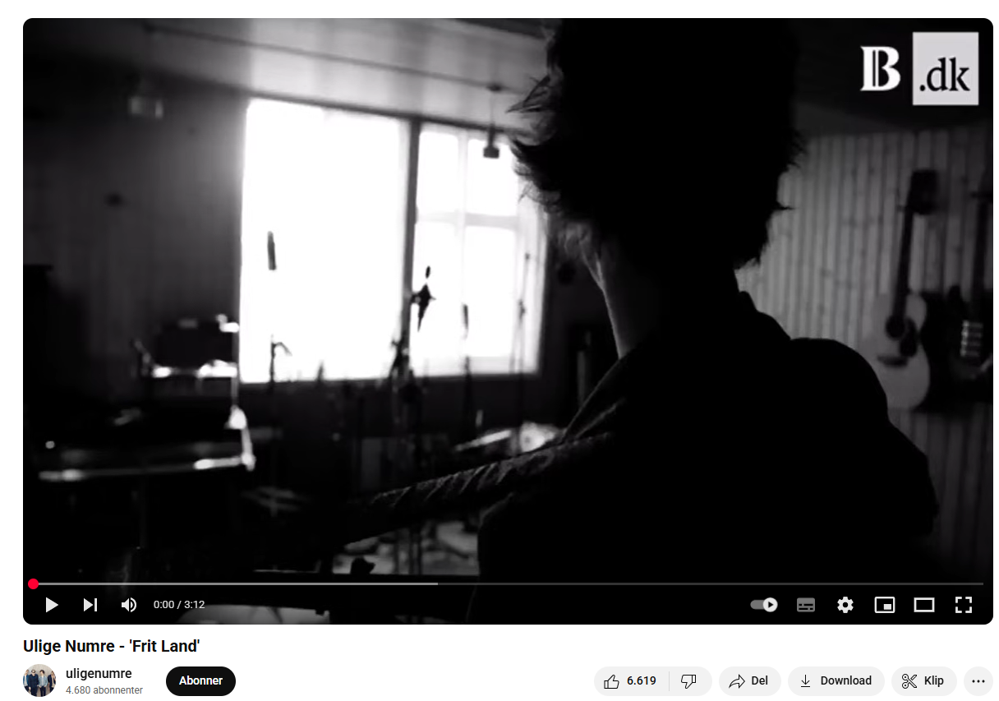 B .dk
0:00 / 3:12
Ulige Numre - 'Frit Land'
uligenumre
4.680 abonnenter
Abonner
6.619
Del
Download
Klip